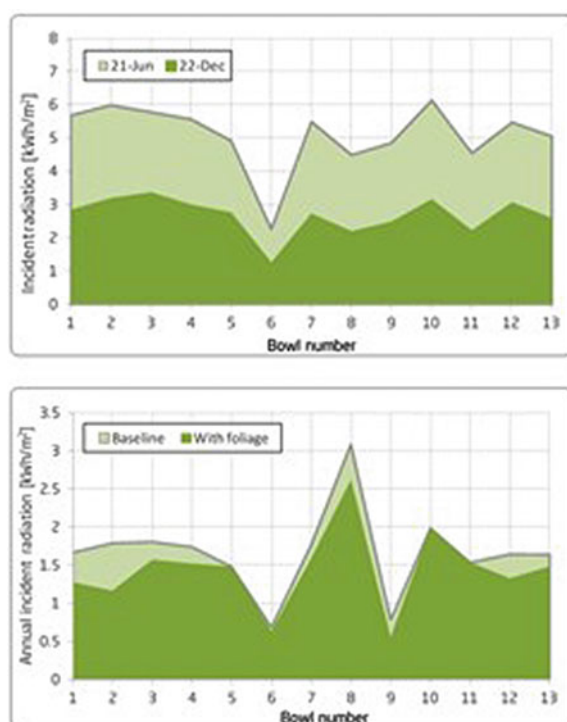 Incident radiation [kWh/m²]
8
7
6
5
4
3
2
1
0
21-Jun 22-Dec
1 2 3 4 5 6 7 8 9 10 11 12 13
Bowl number
Annual incident radiation [kWh/m²]
3.5
3
2.5
2
1.5
1
0.5
0
Baseline With foliage
1 2 3 4 5 6 7 8 9 10 11 12 13
Bowl number